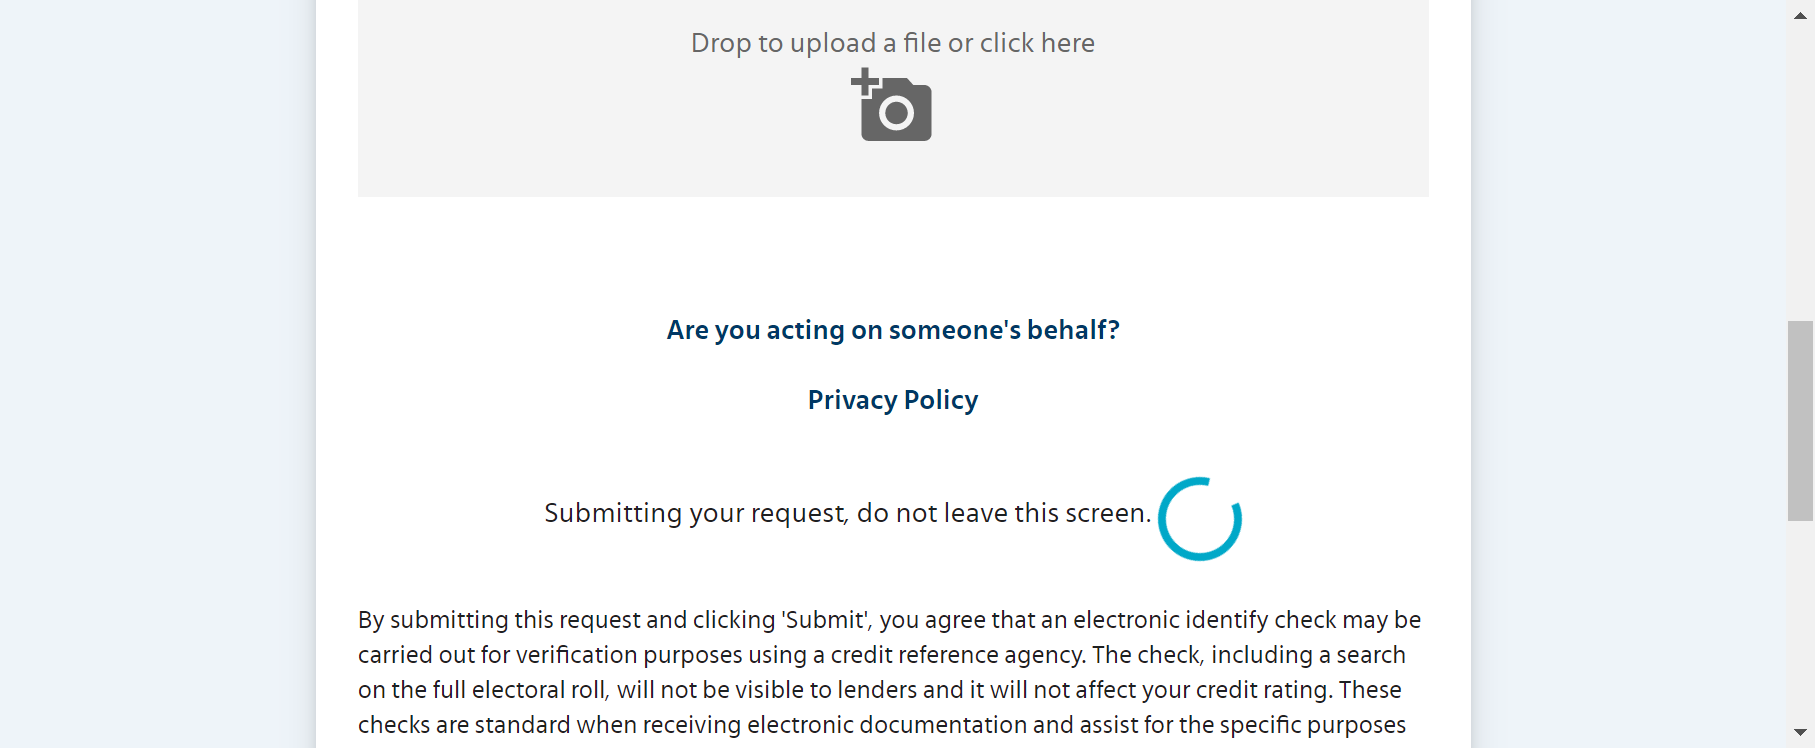 Drop to upload a file or click here
Are you acting on someone's behalf?
Privacy Policy
Submitting your request, do not leave this screen.
By submitting this request and clicking 'Submit', you agree that an electronic identify check may be
carried out for verification purposes using a credit reference agency. The check, including a search
on the full electoral roll, will not be visible to lenders and it will not affect your credit rating. These
checks are standard when receiving electronic documentation and assist for the specific purposes